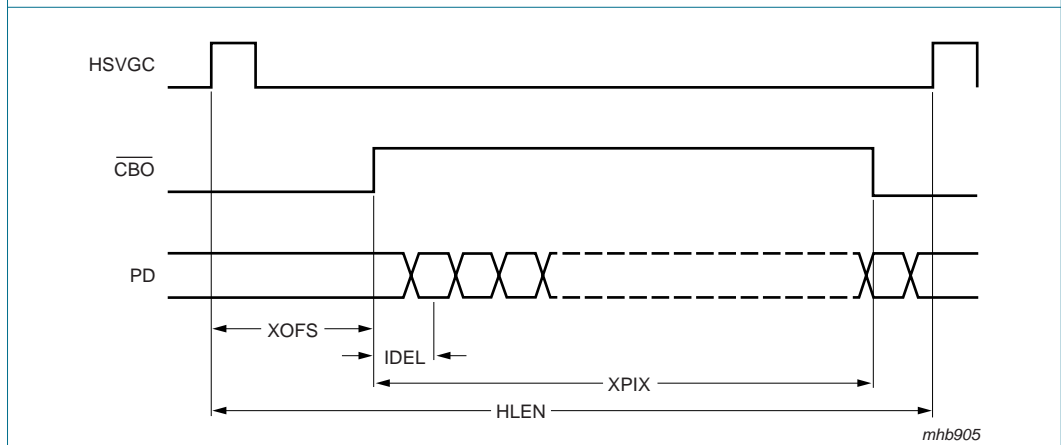 HSVGC
CBO
PD
XOFS
IDEL
XPIX
HLEN
mhb905